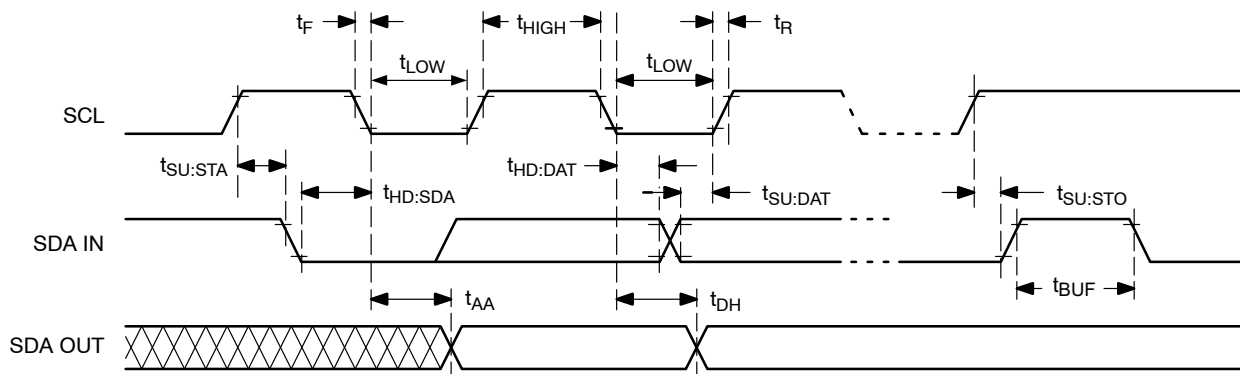 tF
tHIGH
tR
tLOW
tLOW
SCL
tSU:STA
tHD:SDA
tHD:DAT
tSU:DAT
tSU:STO
SDA IN
tBUF
tAA
tDH
SDA OUT